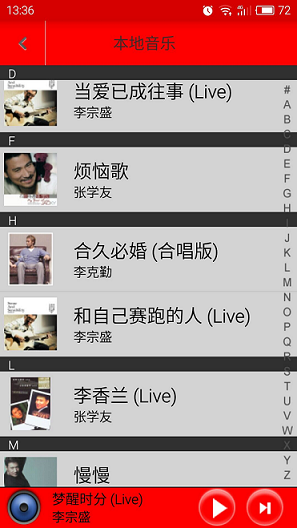 13:36
4G
72
本地音乐
D
当爱已成往事 (Live)
李宗盛
F
烦恼歌
张学友
H
合久必婚 (合唱版)
李克勤
和自己赛跑的人 (Live)
李宗盛
L
李香兰 (Live)
张学友
M
慢慢
#
A
B
C
D
E
F
G
H
I
J
K
L
M
N
O
P
Q
R
S
T
U
V
W
X
Y
Z
梦醒时分 (Live)
李宗盛